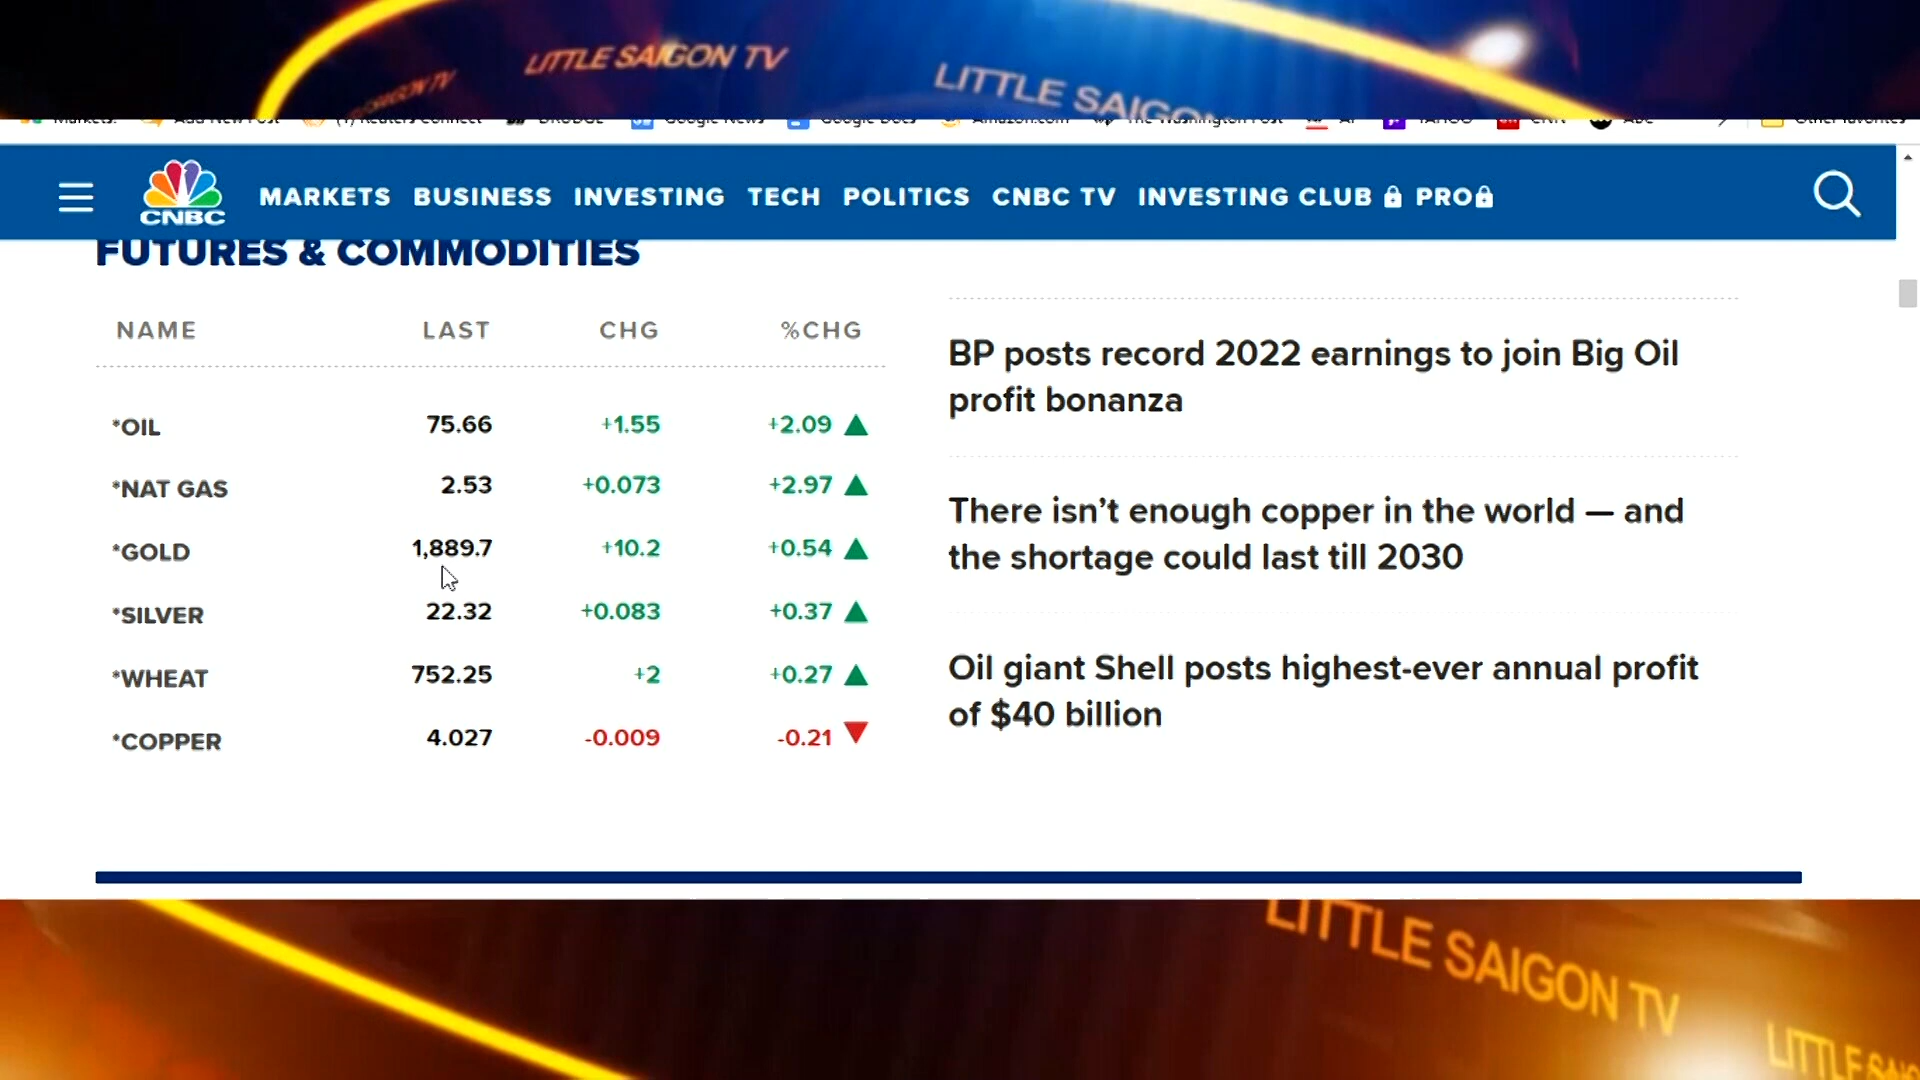 LITTLE SAIGON TV
LITTLE SAIGON
CNBC
MARKETS BUSINESS INVESTING TECH POLITICS CNBC TV INVESTING CLUB PRO
FUTURES & COMMODITIES
NAME LAST CHG %CHG
*OIL 75.66 +1.55 +2.09
*NAT GAS 2.53 +0.073 +2.97
*GOLD 1,889.7 +10.2 +0.54
*SILVER 22.32 +0.083 +0.37
*WHEAT 752.25 +2 +0.27
*COPPER 4.027 -0.009 -0.21
BP posts record 2022 earnings to join Big Oil
profit bonanza
There isn’t enough copper in the world — and
the shortage could last till 2030
Oil giant Shell posts highest-ever annual profit
of $40 billion
LITTLE SAIGON TV
LITTLE